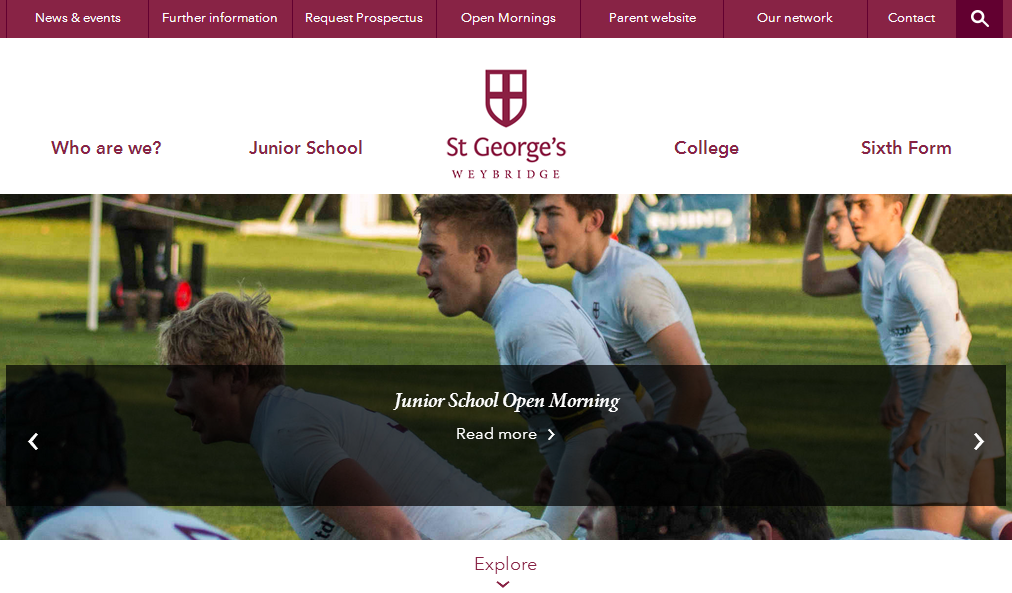 News & events
Further information
Request Prospectus
Open Mornings
Parent website
Our network
Contact
Who are we?
Junior School
St George's
WEYBRIDGE
College
Sixth Form
Junior School Open Morning
Read more
Explore